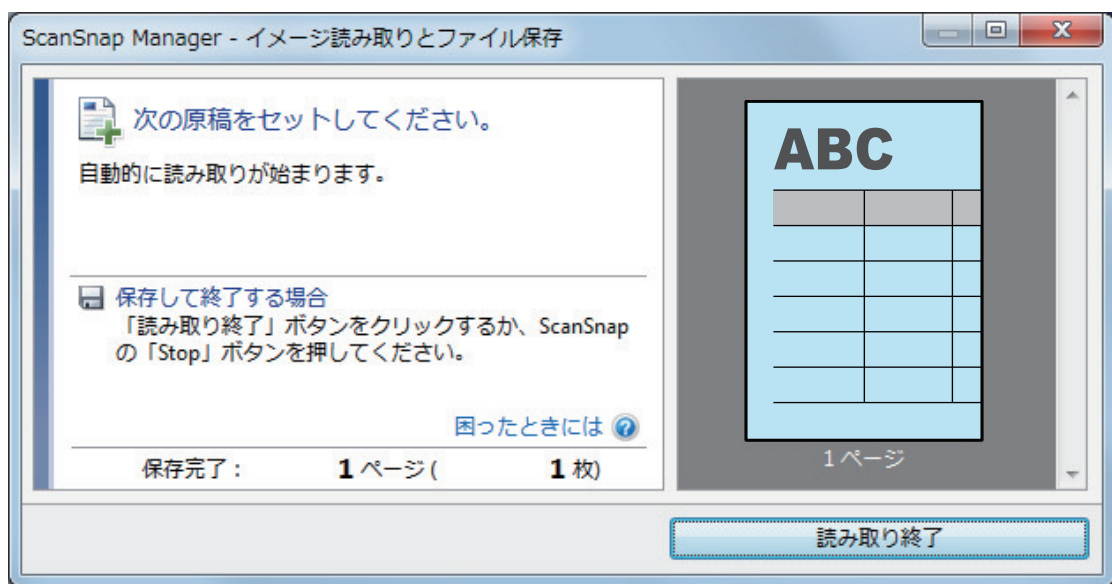 ScanSnap Manager - イメージ読み取りとファイル保存
次の原稿をセットしてください。
自動的に読み取りが始まります。
保存して終了する場合
「読み取り終了」ボタンをクリックするか、ScanSnap
の「Stop」ボタンを押してください。
困ったときには
保存完了： 1 ページ ( 1 枚)
ABC
1 ページ
読み取り終了